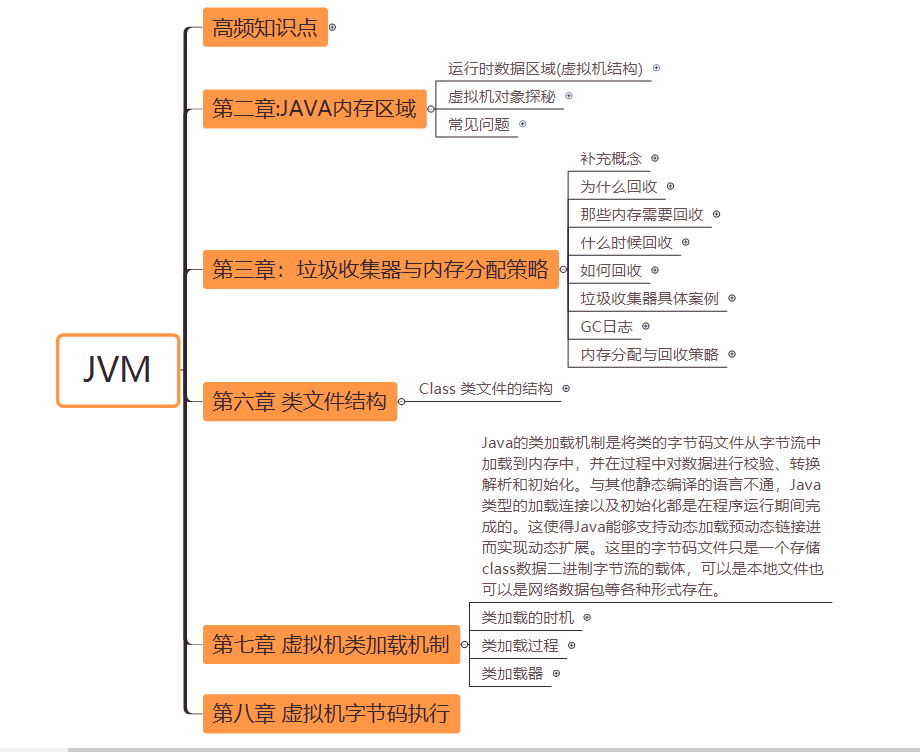 JVM
高频知识点
第二章:JAVA内存区域
运行时数据区域(虚拟机结构)
虚拟机对象探秘
常见问题
第三章：垃圾收集器与内存分配策略
补充概念
为什么回收
那些内存需要回收
什么时候回收
如何回收
垃圾收集器具体案例
GC日志
内存分配与回收策略
第六章 类文件结构
Class 类文件的结构
第七章 虚拟机类加载机制
Java的类加载机制是将类的字节码文件从字节流中
加载到内存中，并在过程中对数据进行校验、转换
解析和初始化。与其他静态编译的语言不通，Java
类型的加载连接以及初始化都是在程序运行期间完
成的。这使得Java能够支持动态加载预动态链接进
而实现动态扩展。这里的字节码文件只是一个存储
class数据二进制字节流的载体，可以是本地文件也
可以是网络数据包等各种形式存在。
类加载的时机
类加载过程
类加载器
第八章 虚拟机字节码执行